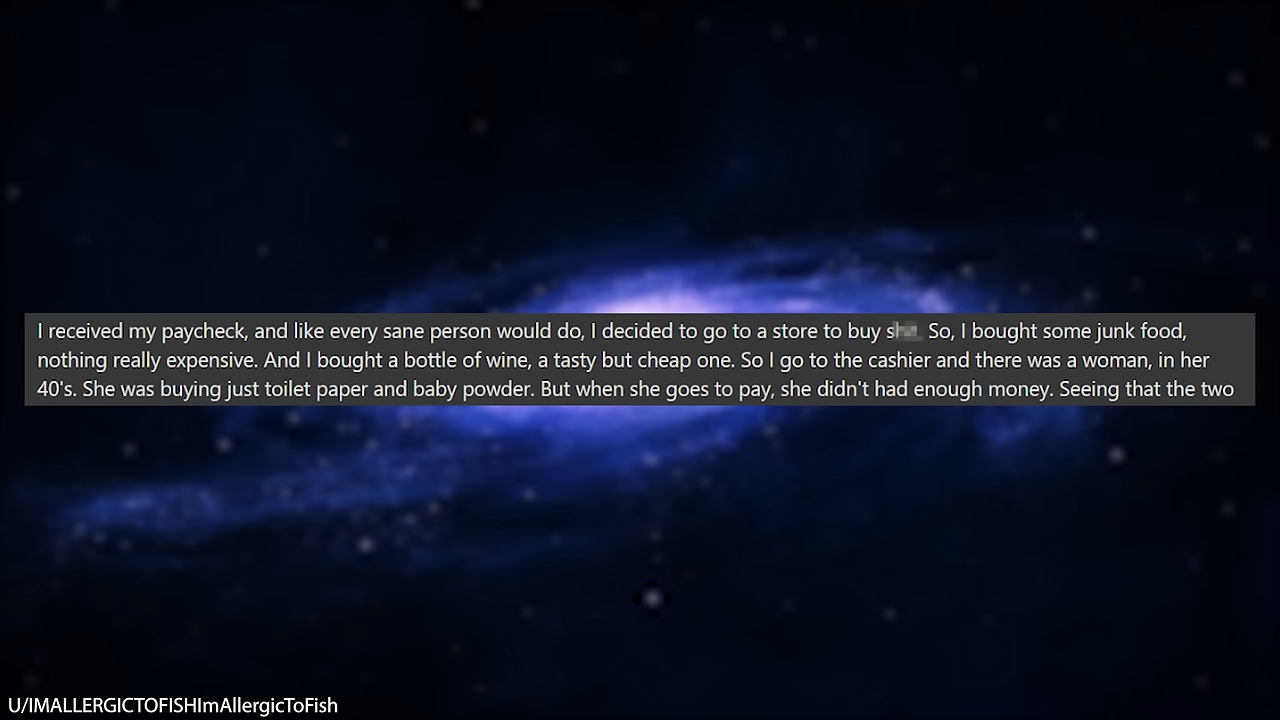 I received my paycheck, and like every sane person would do, I decided to go to a store to buy So, I bought some junk food,
nothing really expensive. And I bought a bottle of wine, a tasty but cheap one. So I go to the cashier and there was a woman, in her
40's. She was buying just toilet paper and baby powder. But when she goes to pay, she didn't had enough money. Seeing that the two
U/IMALLERGICTOFISHImAllergicToFish